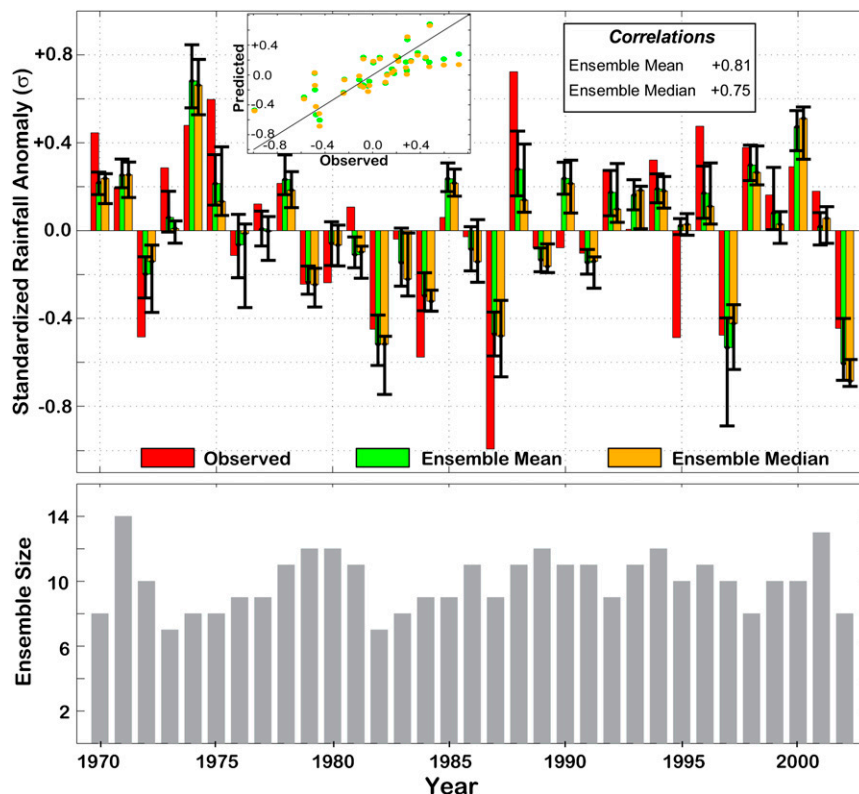 +0.8
+0.4
0.0
-0.4
-0.8
Standardized Rainfall Anomaly (σ)
+0.4
0.0
-0.4
-0.8
Predicted
-0.8
-0.4
0.0
+0.4
Observed
Correlations
Ensemble Mean +0.81
Ensemble Median +0.75
Observed
Ensemble Mean
Ensemble Median
14
10
6
2
Ensemble Size
1970
1975
1980
1985
1990
1995
2000
Year